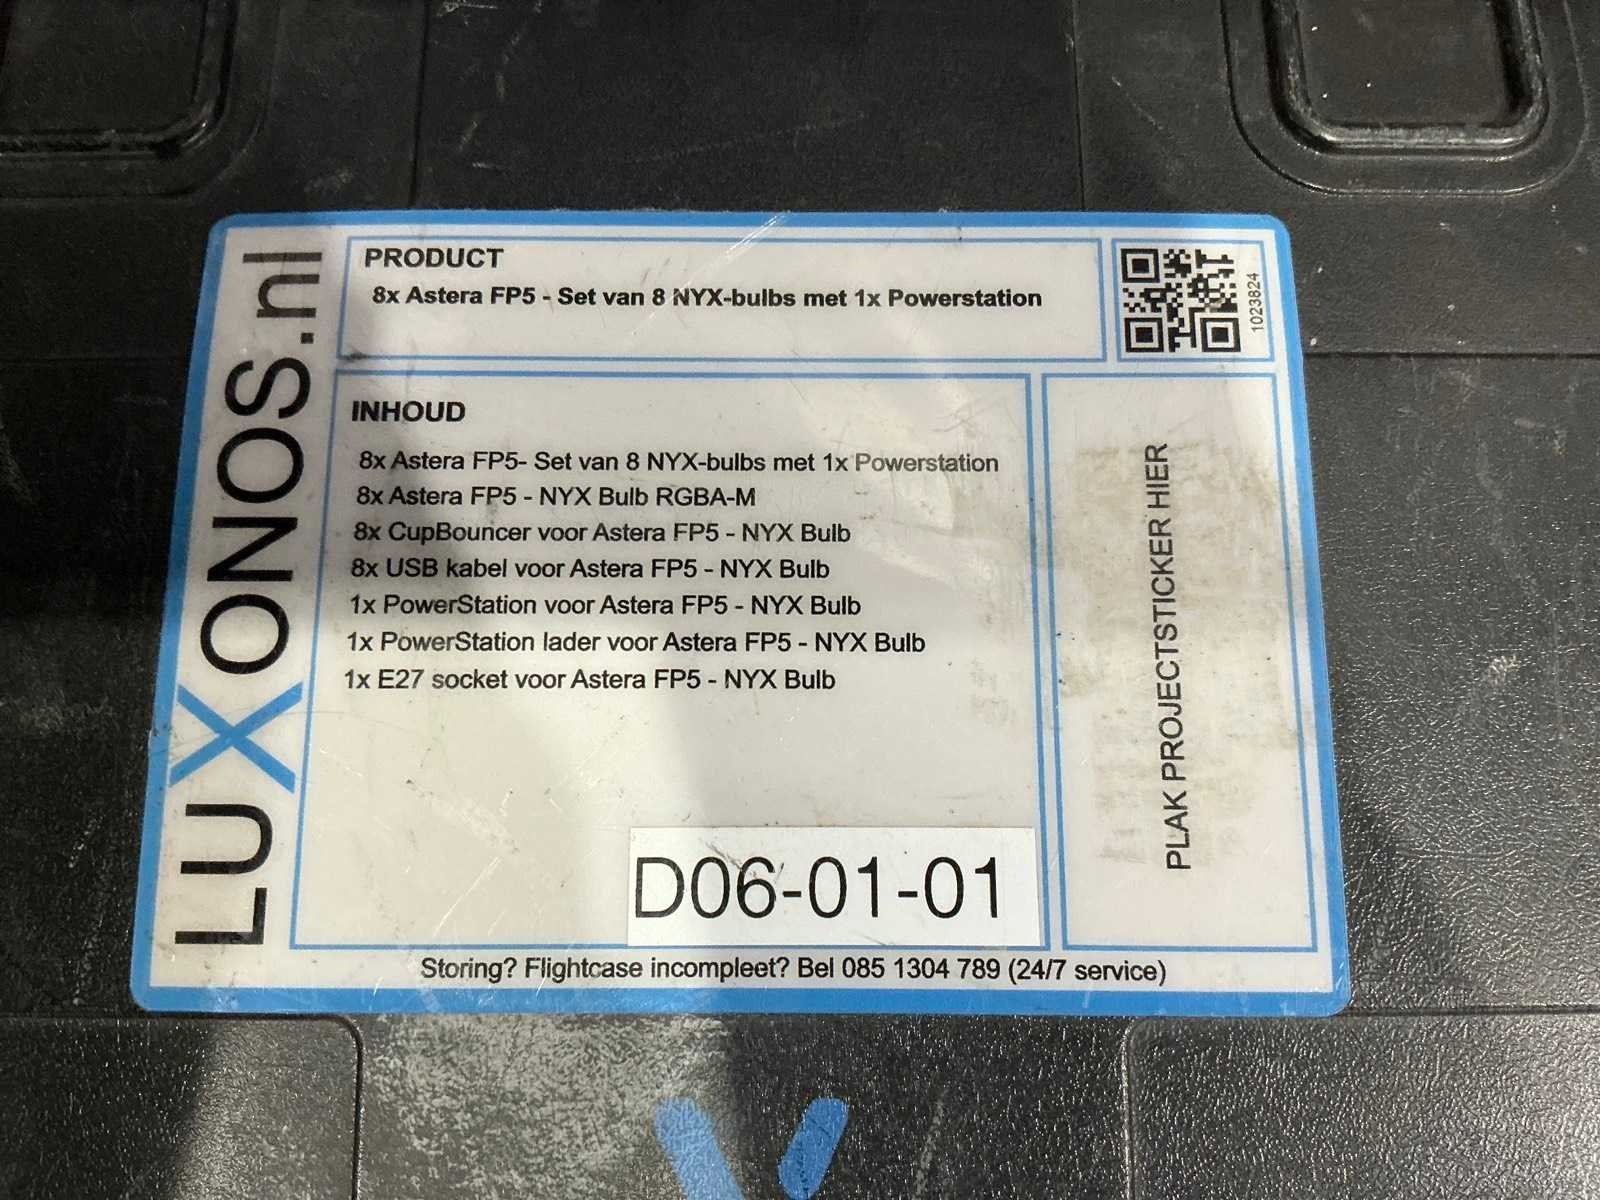 LUXONOS.nl
PRODUCT
8x Astera FP5 - Set van 8 NYX-bulbs met 1x Powerstation
1023824
INHOUD
8x Astera FP5- Set van 8 NYX-bulbs met 1x Powerstation
8x Astera FP5 - NYX Bulb RGBA-M
8x CupBouncer voor Astera FP5 - NYX Bulb
8x USB kabel voor Astera FP5 - NYX Bulb
1x PowerStation voor Astera FP5 - NYX Bulb
1x PowerStation lader voor Astera FP5 - NYX Bulb
1x E27 socket voor Astera FP5 - NYX Bulb
PLAK PROJECTSTICKER HIER
D06-01-01
Storing? Flightcase incompleet? Bel 085 1304 789 (24/7 service)